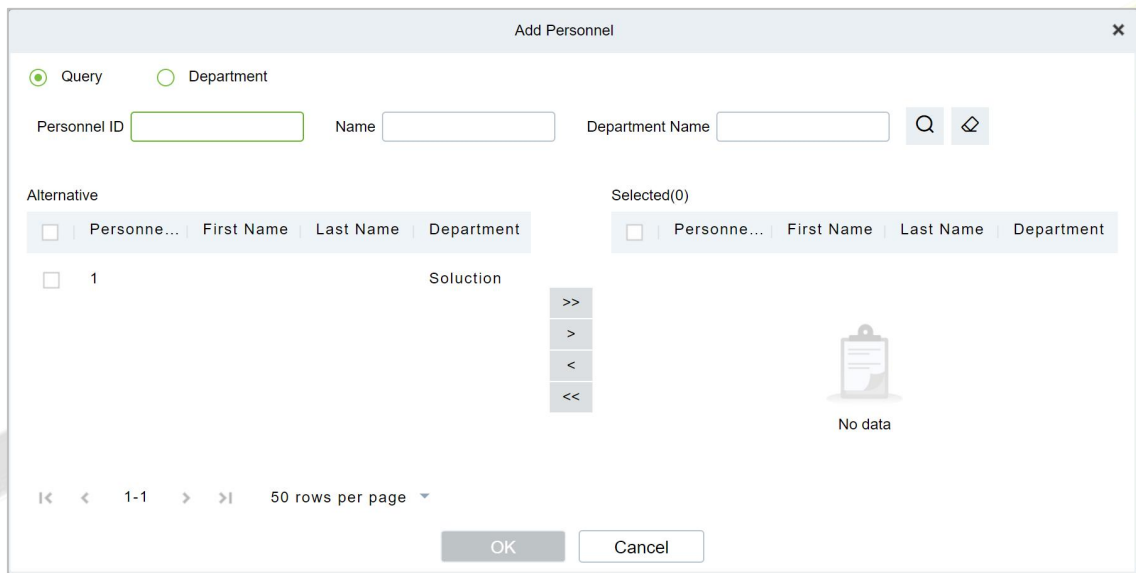 Add Personnel ×
Query Department
Personnel ID Name Department Name
Alternative
Personne... First Name Last Name Department
1 Soluction
>>
>
<
<<
Selected(0)
Personne... First Name Last Name Department
No data
1-1 50 rows per page
OK Cancel